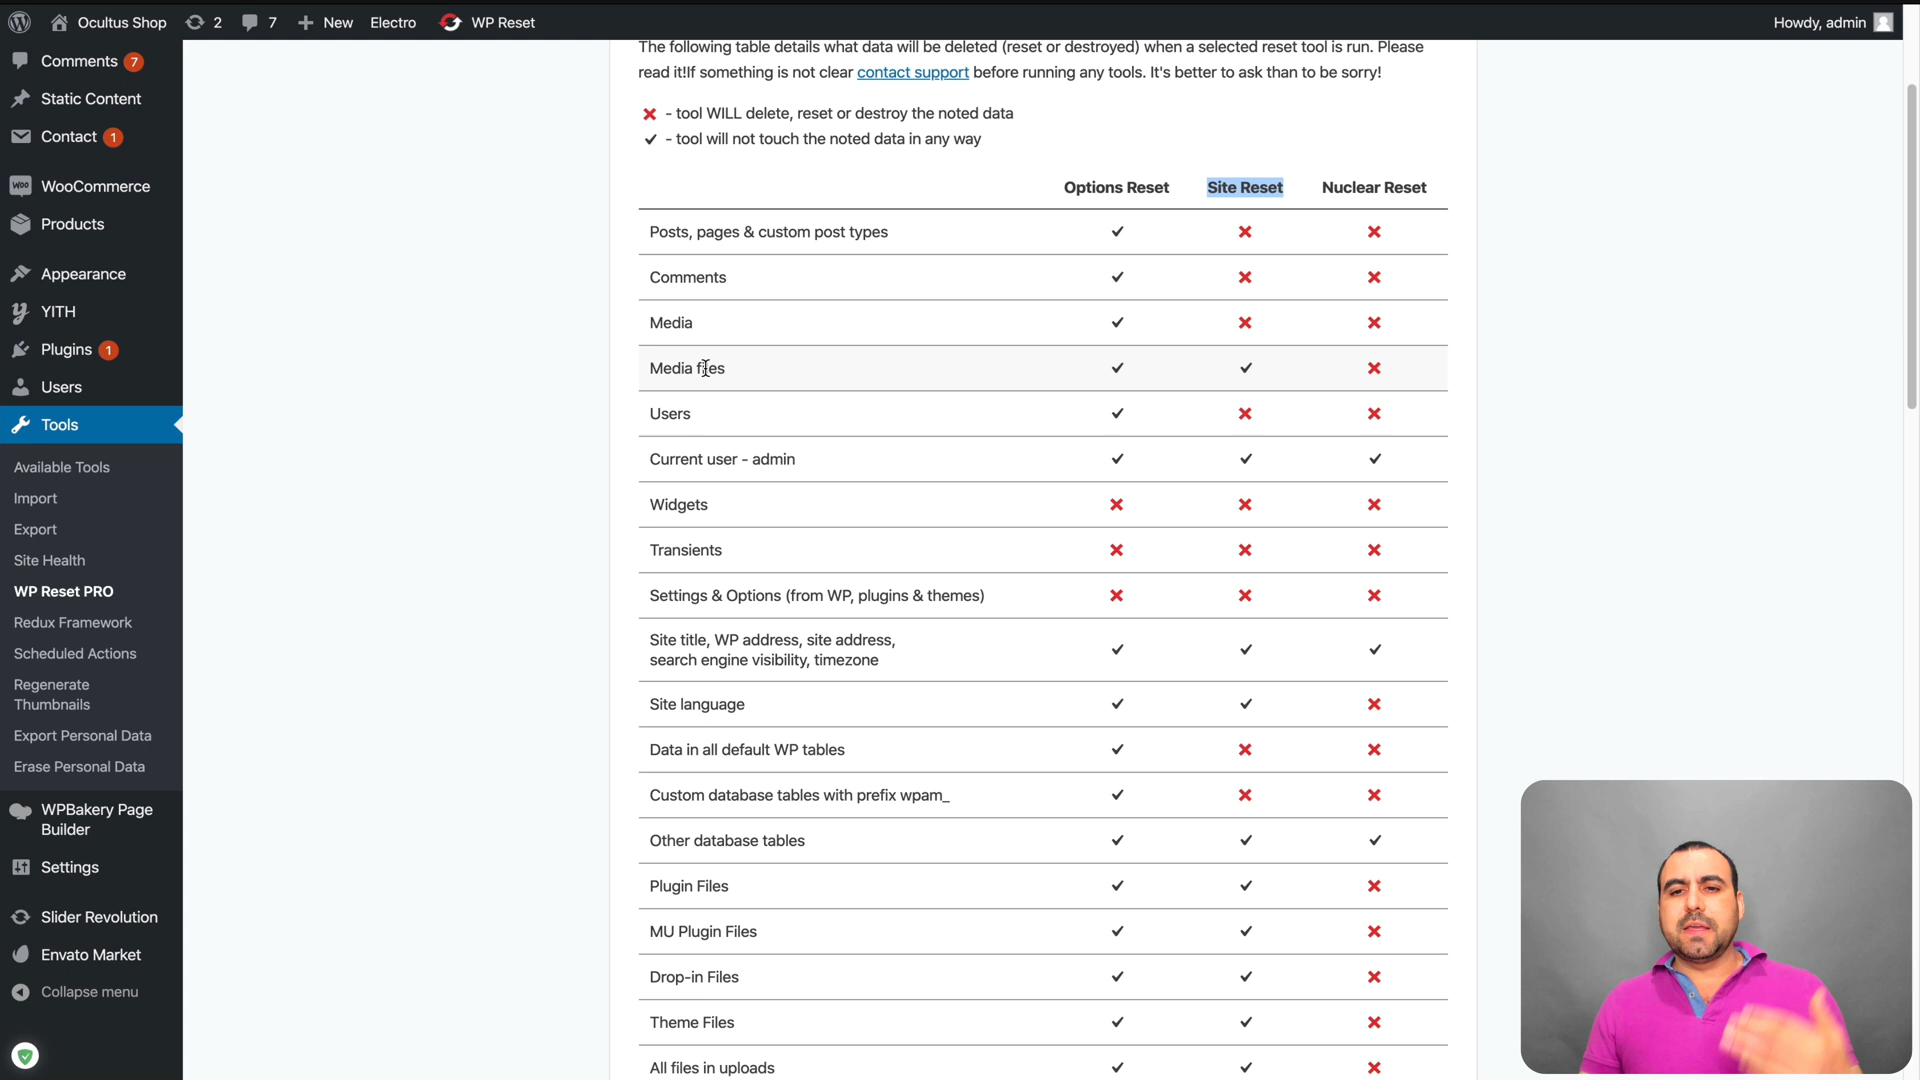 Ocultus Shop 2 7 New Electro WP Reset Howdy, admin
Comments 7
Static Content
Contact 1
WooCommerce
Products
Appearance
YITH
Plugins 1
Users
Tools
Available Tools
Import
Export
Site Health
WP Reset PRO
Redux Framework
Scheduled Actions
Regenerate
Thumbnails
Export Personal Data
Erase Personal Data
WPBakery Page
Builder
Settings
Slider Revolution
Envato Market
Collapse menu
The following table details what data will be deleted (reset or destroyed) when a selected reset tool is run. Please
read it!If something is not clear contact support before running any tools. It's better to ask than to be sorry!
✖ - tool WILL delete, reset or destroy the noted data
✔ - tool will not touch the noted data in any way
Options Reset Site Reset Nuclear Reset
Posts, pages & custom post types ✔ ✖ ✖
Comments ✔ ✖ ✖
Media ✔ ✖ ✖
Media files ✔ ✔ ✖
Users ✔ ✖ ✖
Current user - admin ✔ ✔ ✔
Widgets ✖ ✖ ✖
Transients ✖ ✖ ✖
Settings & Options (from WP, plugins & themes) ✖ ✖ ✖
Site title, WP address, site address,
search engine visibility, timezone ✔ ✔ ✔
Site language ✔ ✔ ✖
Data in all default WP tables ✔ ✖ ✖
Custom database tables with prefix wpam_ ✔ ✖ ✖
Other database tables ✔ ✔ ✔
Plugin Files ✔ ✔ ✖
MU Plugin Files ✔ ✔ ✖
Drop-in Files ✔ ✔ ✖
Theme Files ✔ ✔ ✖
All files in uploads ✔ ✔ ✖